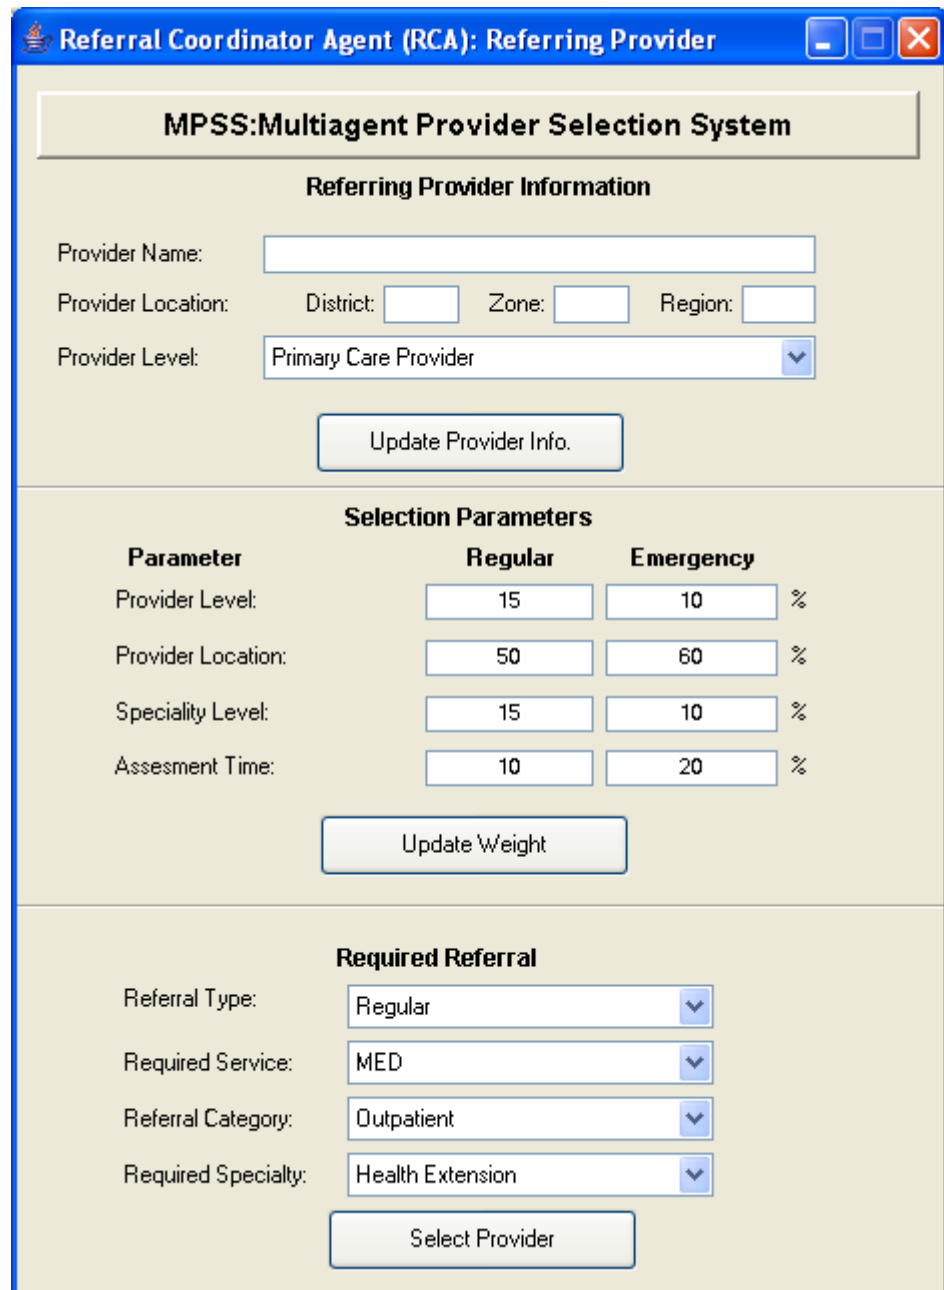 Referral Coordinator Agent (RCA): Referring Provider
MPSS:Multiagent Provider Selection System
Referring Provider Information
Provider Name:
Provider Location: District: Zone: Region:
Provider Level: Primary Care Provider
Update Provider Info.
Selection Parameters
Parameter Regular Emergency
Provider Level: 15 10 %
Provider Location: 50 60 %
Speciality Level: 15 10 %
Assesment Time: 10 20 %
Update Weight
Required Referral
Referral Type: Regular
Required Service: MED
Referral Category: Outpatient
Required Specialty: Health Extension
Select Provider